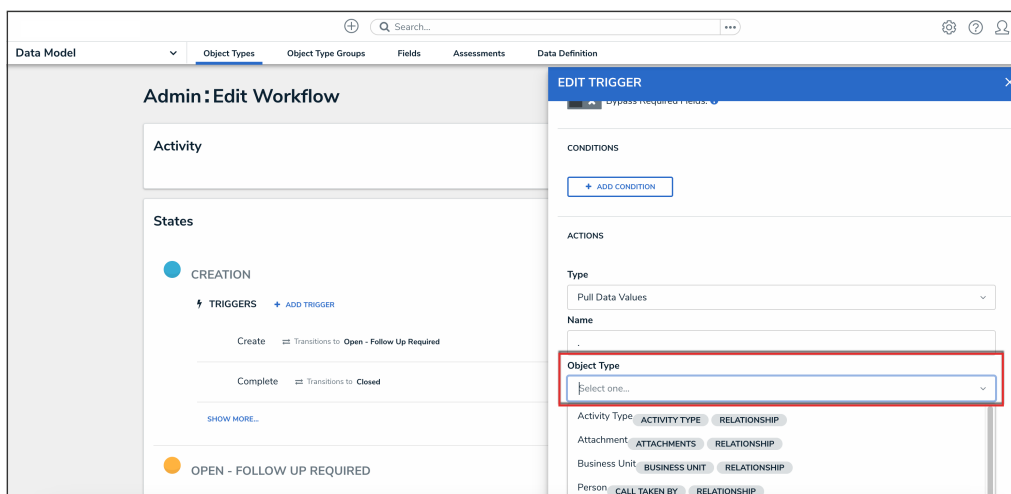 Search...
Data Model
Object Types
Object Type Groups
Fields
Assessments
Data Definition
Admin:Edit Workflow
Activity
States
CREATION
TRIGGERS + ADD TRIGGER
Create Transitions to Open - Follow Up Required
Complete Transitions to Closed
SHOW MORE...
OPEN - FOLLOW UP REQUIRED
EDIT TRIGGER
Bypass Required Fields.
CONDITIONS
+ ADD CONDITION
ACTIONS
Type
Pull Data Values
Name
.
Object Type
Select one...
Activity Type ACTIVITY TYPE RELATIONSHIP
Attachment ATTACHMENTS RELATIONSHIP
Business Unit BUSINESS UNIT RELATIONSHIP
Person CALL TAKEN BY RELATIONSHIP